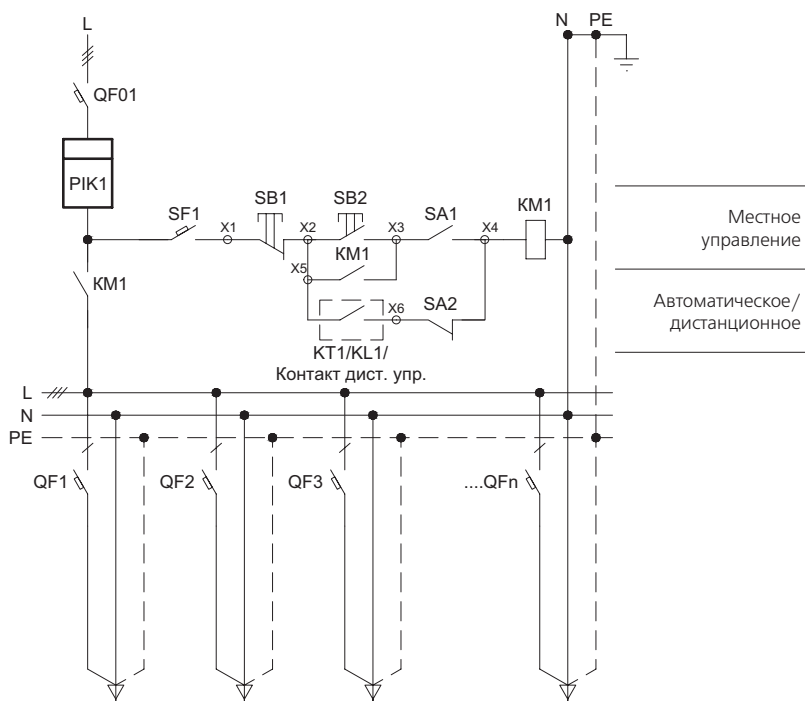 L
N PE
QF01
PIK1
SF1
X1
SB1
X2
SB2
X3
SA1
X4
KM1
Местное
управление
X5
KM1
KM1
X6
SA2
Автоматическое/
дистанционное
KT1/KL1/
Контакт дист. упр.
L
N
PE
QF1
QF2
QF3
....QFn